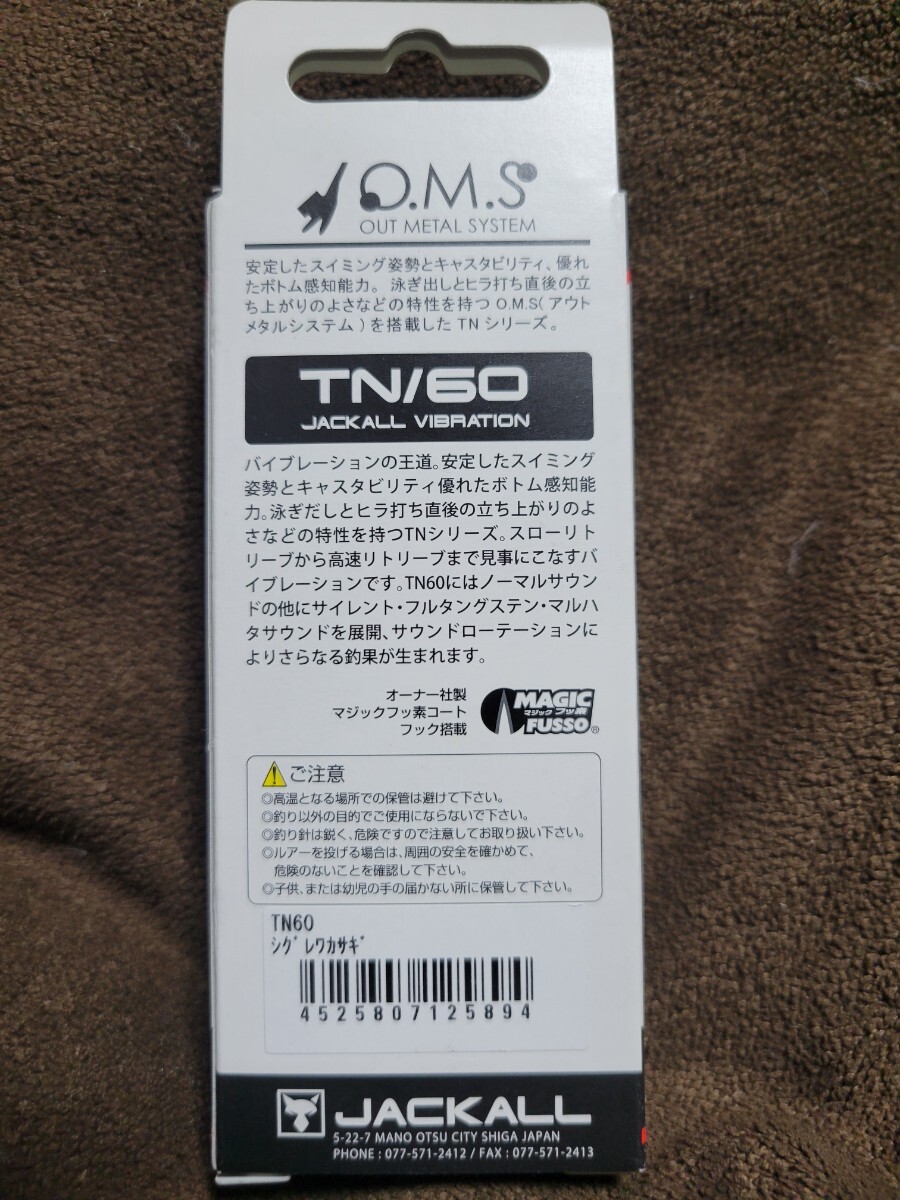 O.M.S
OUT METAL SYSTEM
安定したスイミング姿勢とキャスタビリティ、優れ
たボトム感知能力。 泳ぎ出しとヒラ打ち直後の立
ち上がりのよさなどの特性を持つ O.M.S( アウト
メタルシステム ) を搭載した TN シリーズ。
TN/60
JACKALL VIBRATION
バイブレーションの王道。安定したスイミング
姿勢とキャスタビリティ優れたボトム感知能
力。泳ぎだしとヒラ打ち直後の立ち上がりのよ
さなどの特性を持つTNシリーズ。スローリト
リーブから高速リトリーブまで見事にこなすバ
イブレーションです。TN60にはノーマルサウン
ドの他にサイレント・フルタングステン・マルハ
タサウンドを展開、サウンドローテーションに
よりさらなる釣果が生まれます。
オーナー社製
マジックフッ素コート
フック搭載
MAGIC
マジック フッ素
FUSSO®
ご注意
◎高温となる場所での保管は避けて下さい。
◎釣り以外の目的でご使用にならないで下さい。
◎釣り針は鋭く、危険ですので注意してお取り扱い下さい。
◎ルアーを投げる場合は、周囲の安全を確かめて、
危険のないことを確認して下さい。
◎子供、または幼児の手の届かない所に保管して下さい。
TN60
ｼｸﾞﾚﾜｶｻｷﾞ
4525807125894
JACKALL
5-22-7 MANO OTSU CITY SHIGA JAPAN
PHONE : 077-571-2412 / FAX : 077-571-2413